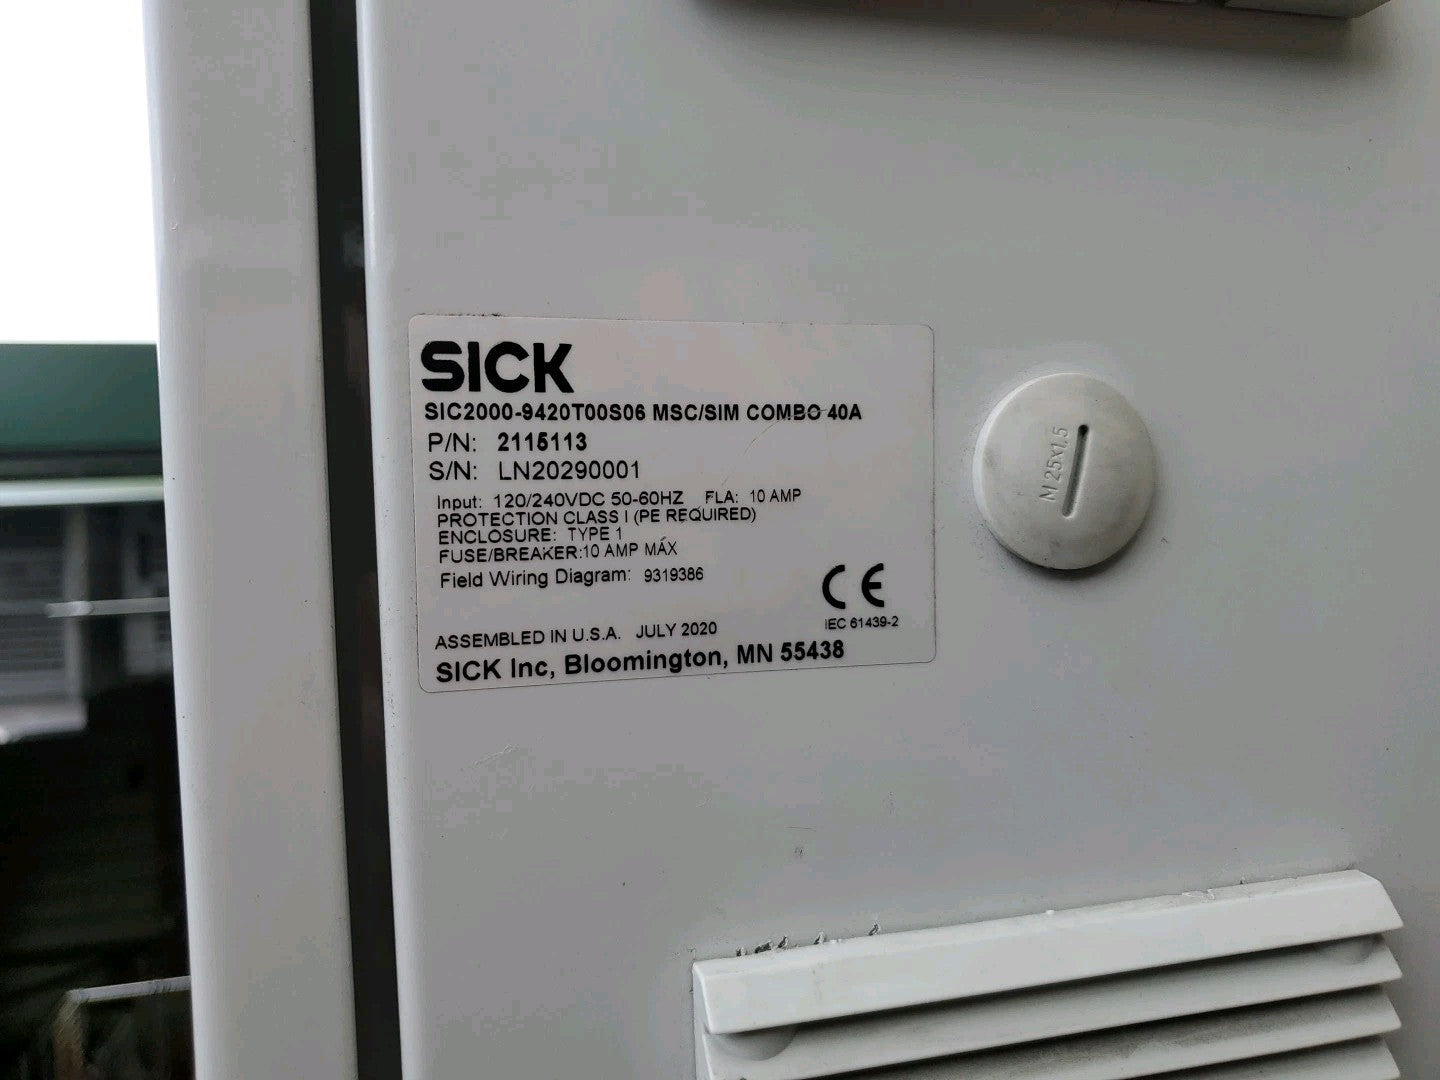 SICK
SIC2000-9420T00S06 MSC/SIM COMBO 40A
P/N: 2115113
S/N: LN20290001
Input: 120/240VDC 50-60HZ FLA: 10 AMP
PROTECTION CLASS I (PE REQUIRED)
ENCLOSURE: TYPE 1
FUSE/BREAKER:10 AMP MAX
Field Wiring Diagram: 9319386
CE
IEC 61439-2
ASSEMBLED IN U.S.A. JULY 2020
SICK Inc, Bloomington, MN 55438
M 25x1.5